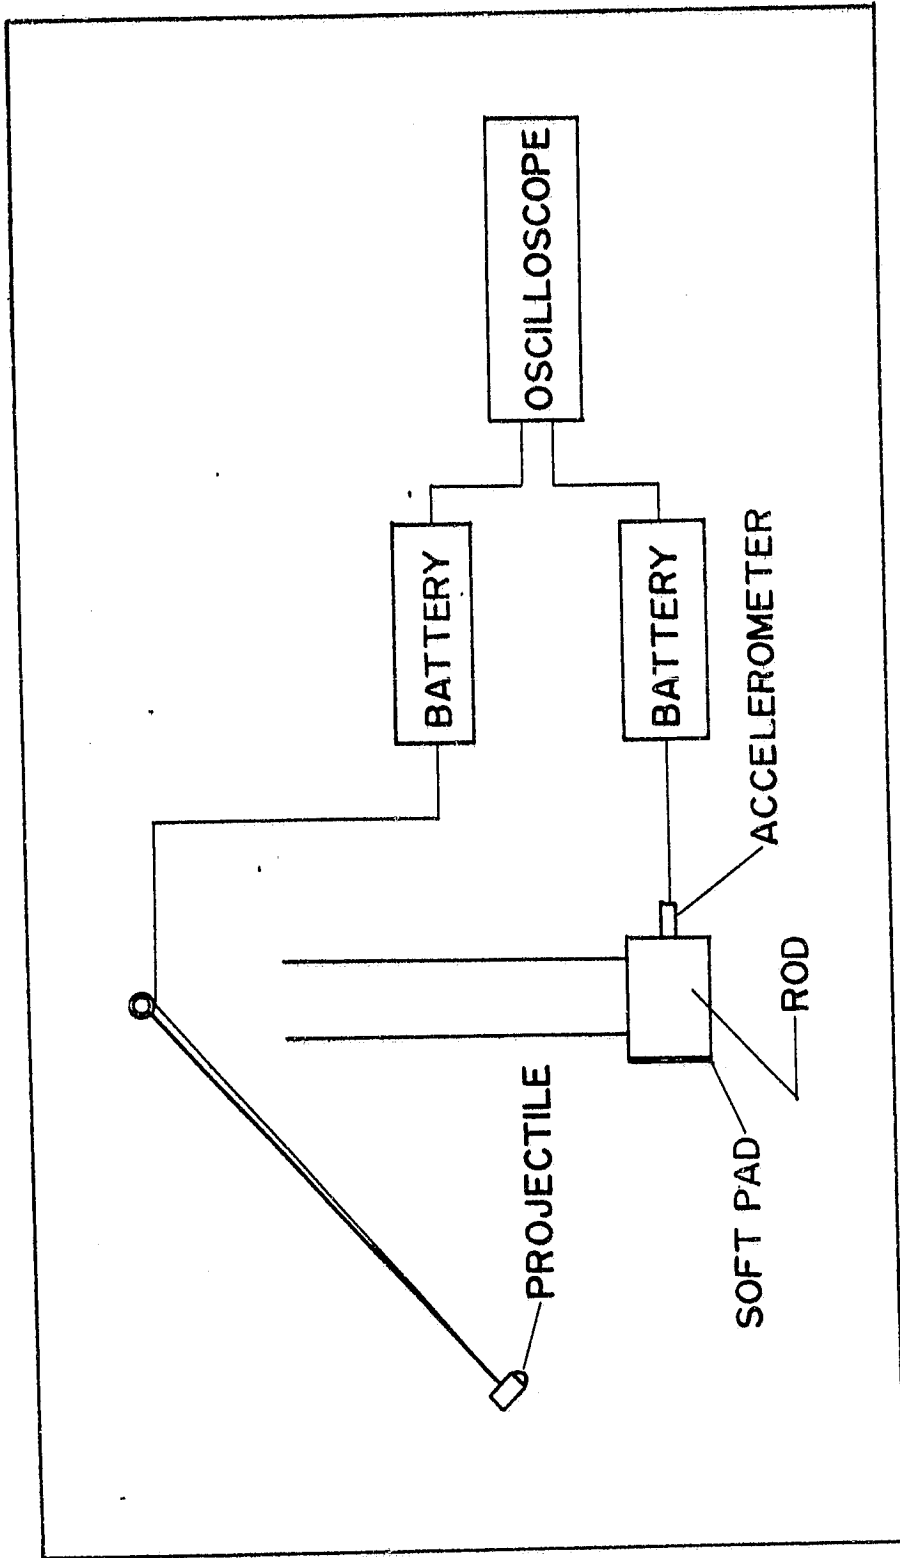 OSCILLOSCOPE
BATTERY
BATTERY
ACCELEROMETER
PROJECTILE
ROD
SOFT PAD